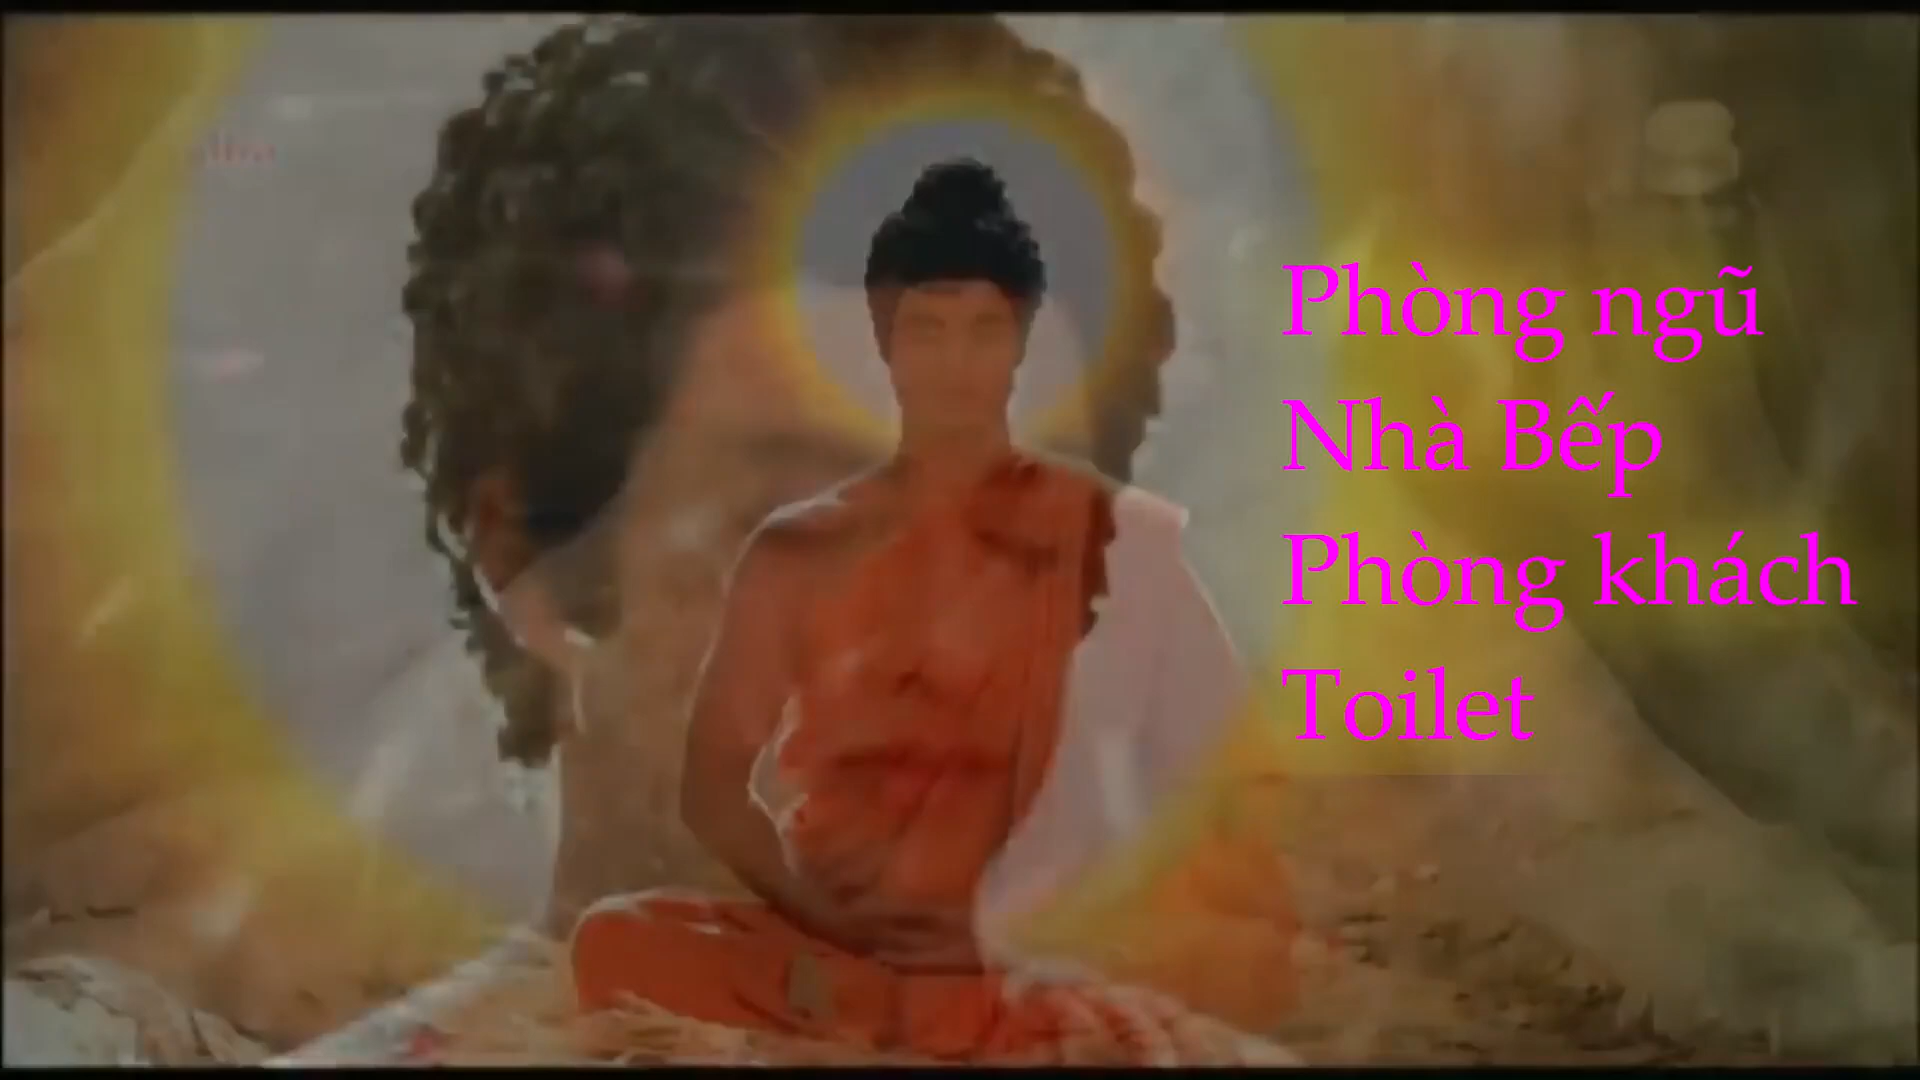 Phòng ngũ
Nhà Bếp
Phòng khách
Toilet